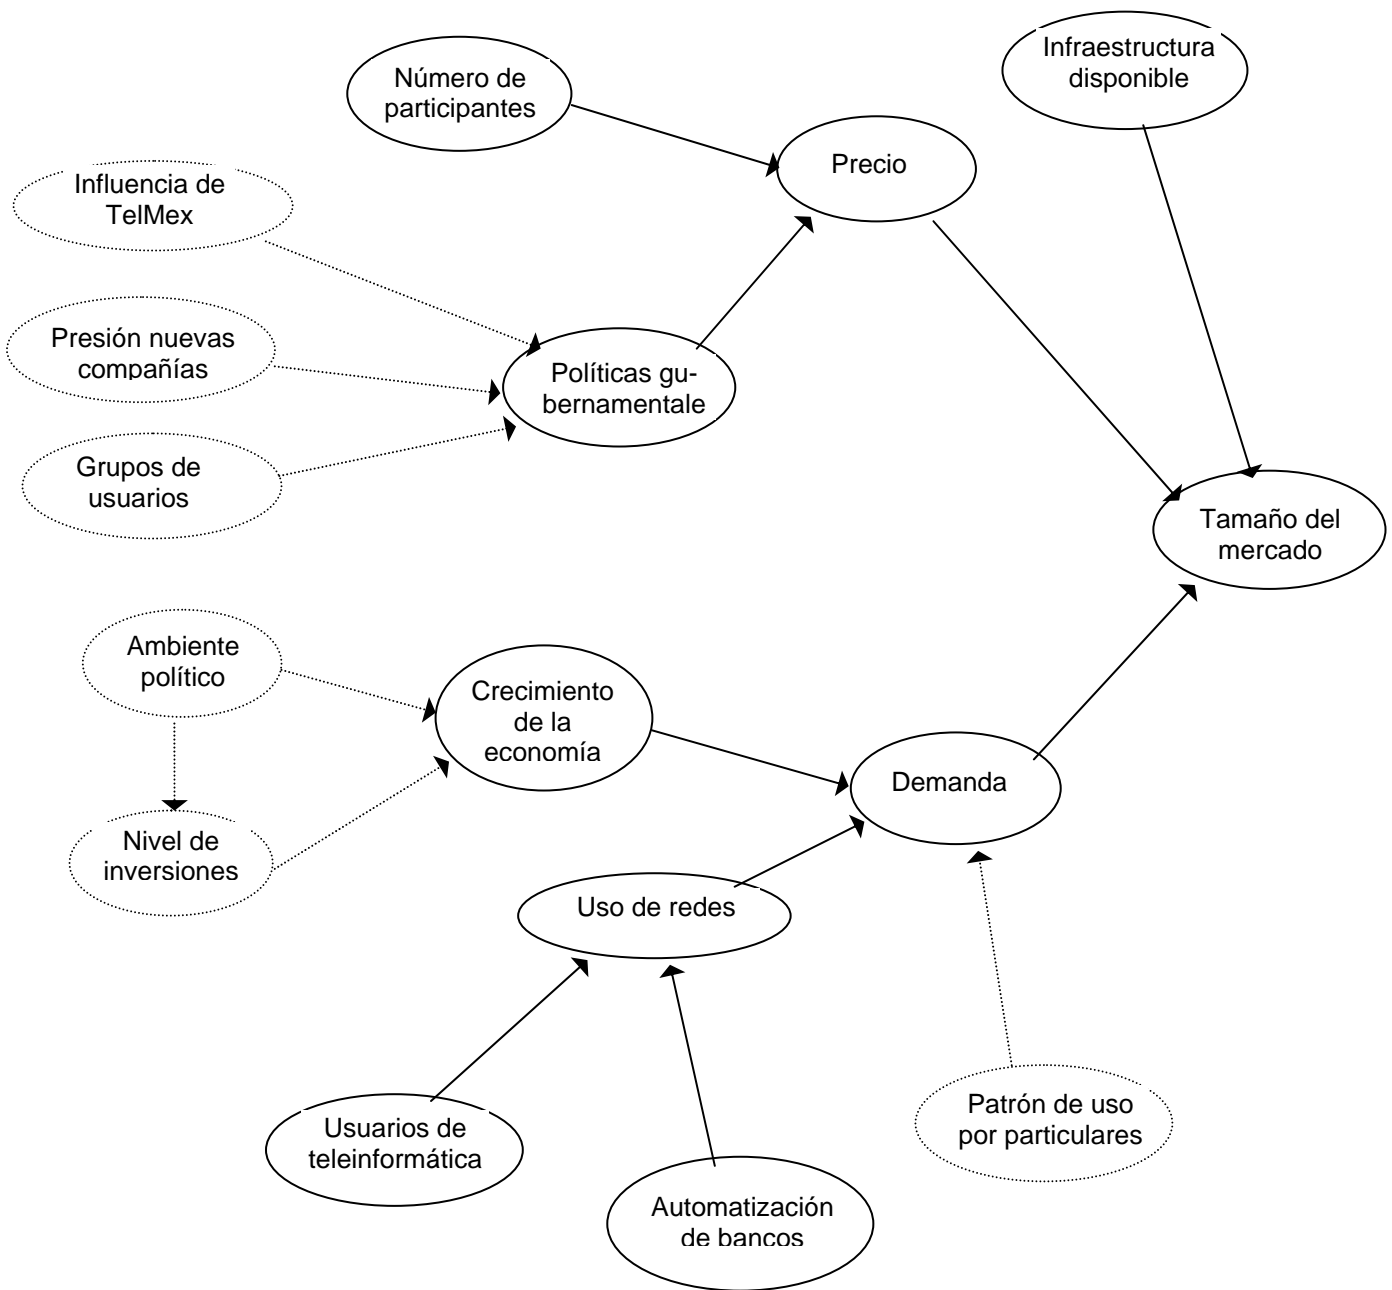 Infraestructura
disponible
Número de
participantes
Precio
Influencia de
TelMex
Presión nuevas
compañías
Políticas gu-
bernamentale
Grupos de
usuarios
Tamaño del
mercado
Ambiente
político
Crecimiento
de la
economía
Demanda
Nivel de
inversiones
Uso de redes
Patrón de uso
por particulares
Usuarios de
teleinformática
Automatización
de bancos